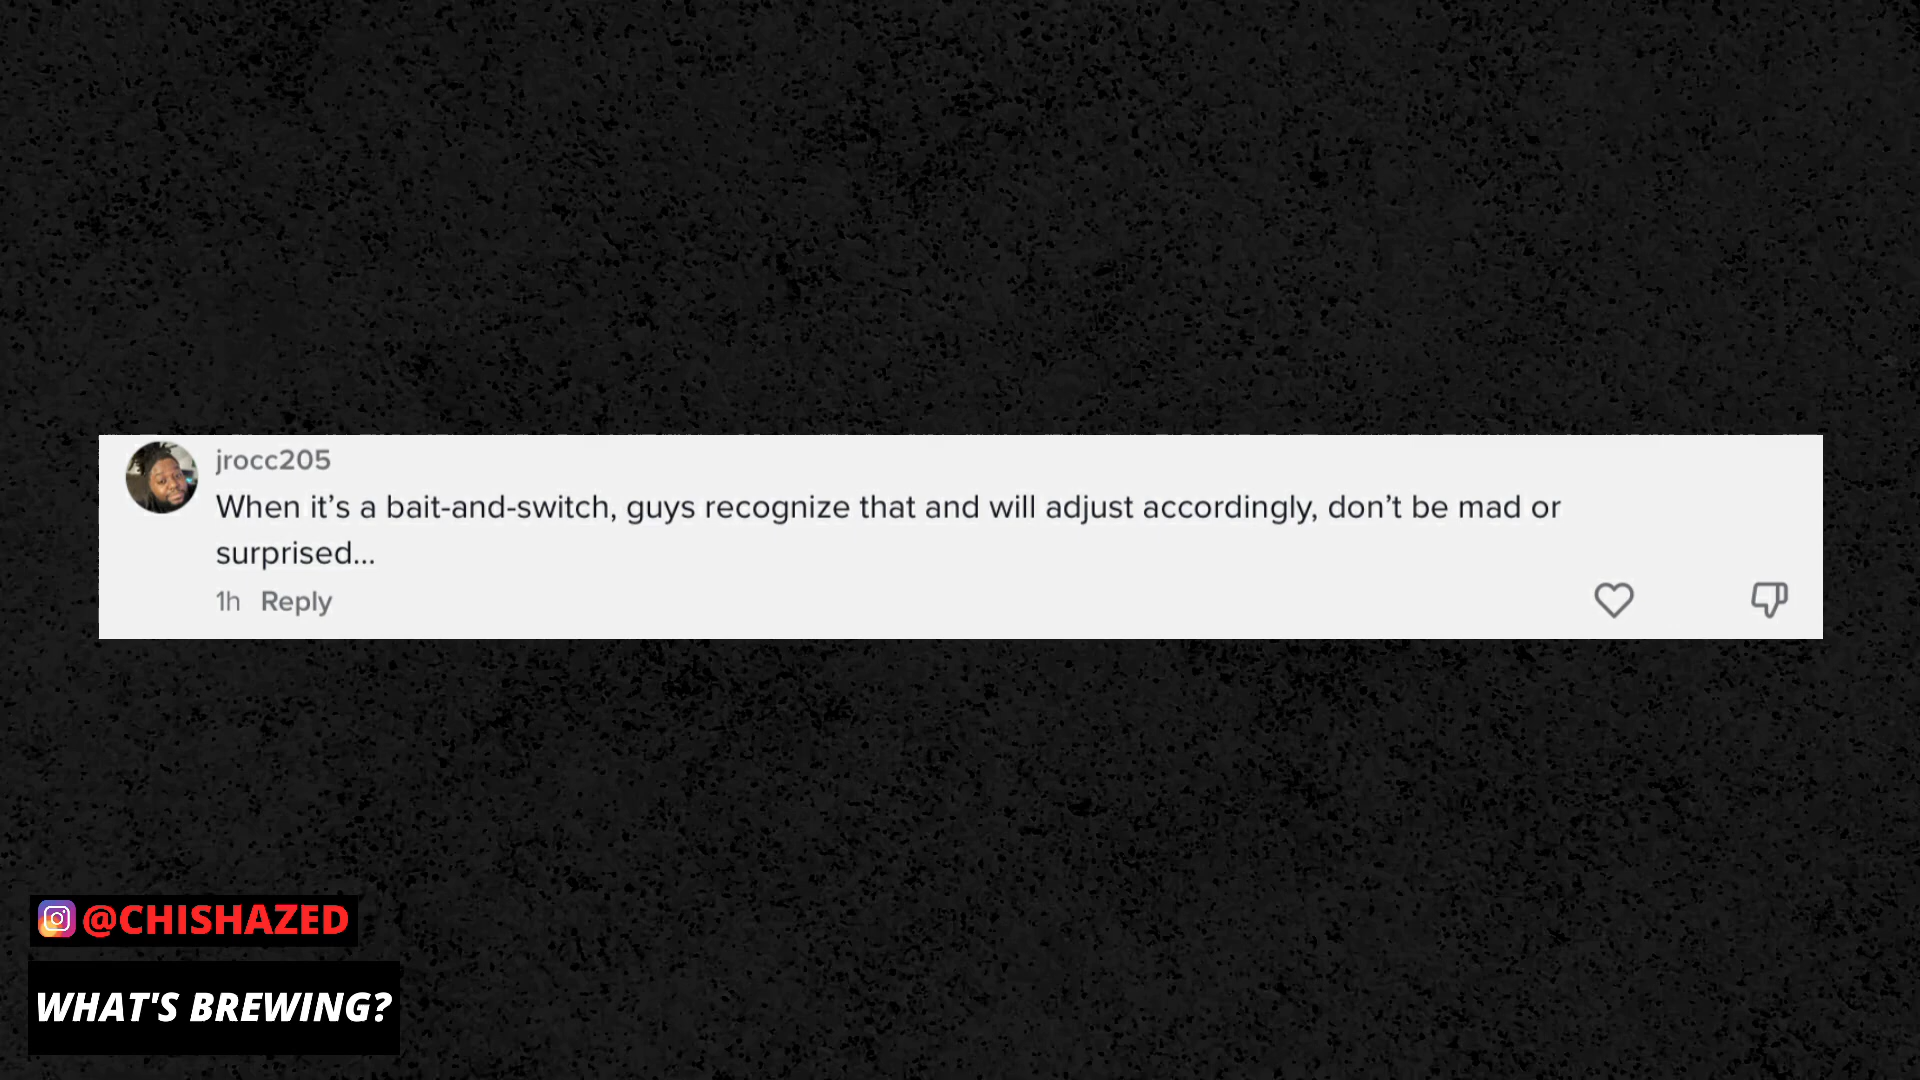 jrocc205
When it’s a bait-and-switch, guys recognize that and will adjust accordingly, don’t be mad or
surprised...
1h Reply
@CHISHAZED
WHAT'S BREWING?